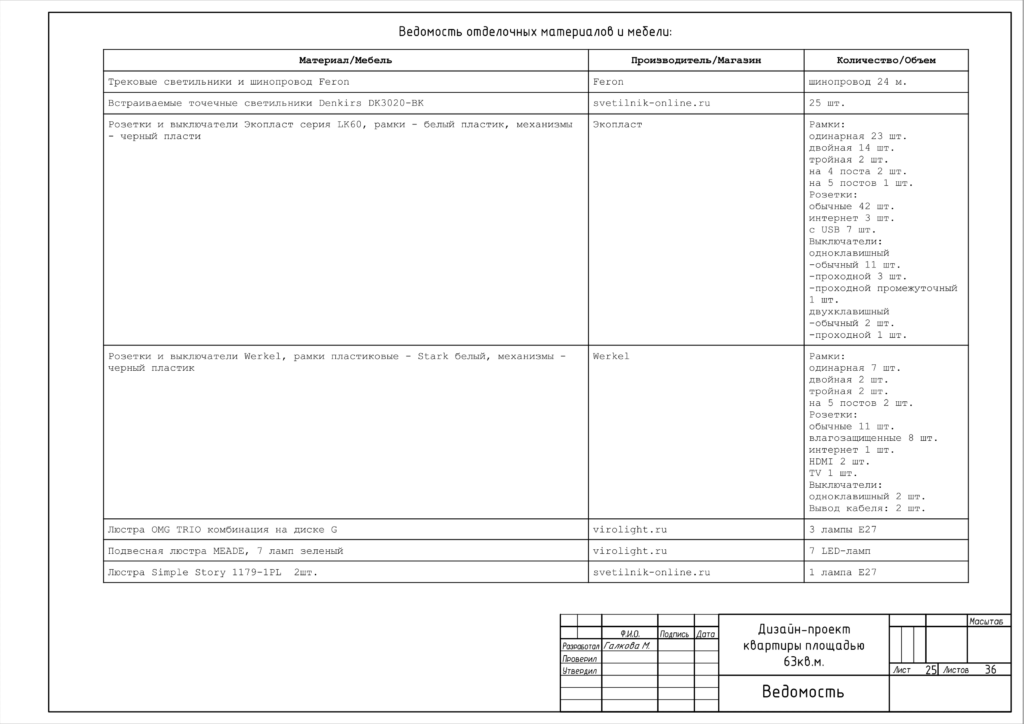 Ведомость отделочных материалов и мебели:
Материал/Мебель Производитель/Магазин Количество/Объем
Трековые светильники и шинопровод Feron Feron шинопровод 24 м.
Встраиваемые точечные светильники Denkirs DK3020-BK svetilnik-online.ru 25 шт.
Розетки и выключатели Экопласт серия LK60, рамки - белый пластик, механизмы Экопласт Рамки:
- черный пласти одинарная 23 шт.
двойная 14 шт.
тройная 2 шт.
на 4 поста 2 шт.
на 5 постов 1 шт.
Розетки:
обычные 42 шт.
интернет 3 шт.
с USB 7 шт.
Выключатели:
одноклавишный
-обычный 11 шт.
-проходной 3 шт.
-проходной промежуточный
1 шт.
двухклавишный
-обычный 2 шт.
-проходной 1 шт.
Розетки и выключатели Werkel, рамки пластиковые - Stark белый, механизмы - Werkel Рамки:
черный пластик одинарная 7 шт.
двойная 2 шт.
тройная 2 шт.
на 5 постов 2 шт.
Розетки:
обычные 11 шт.
влагозащищенные 8 шт.
интернет 1 шт.
HDMI 2 шт.
TV 1 шт.
Выключатели:
одноклавишный 2 шт.
Вывод кабеля: 2 шт.
Люстра OMG TRIO комбинация на диске G virolight.ru 3 лампы E27
Подвесная люстра MEADE, 7 ламп зеленый virolight.ru 7 LED-ламп
Люстра Simple Story 1179-1PL 2шт. svetilnik-online.ru 1 лампа E27
Масштаб
Ф.И.О. Подпись Дата
Разработал Галкова М.
Проверил
Утвердил
Дизайн-проект
квартиры площадью
63кв.м.
Лист 25 Листов 36
Ведомость